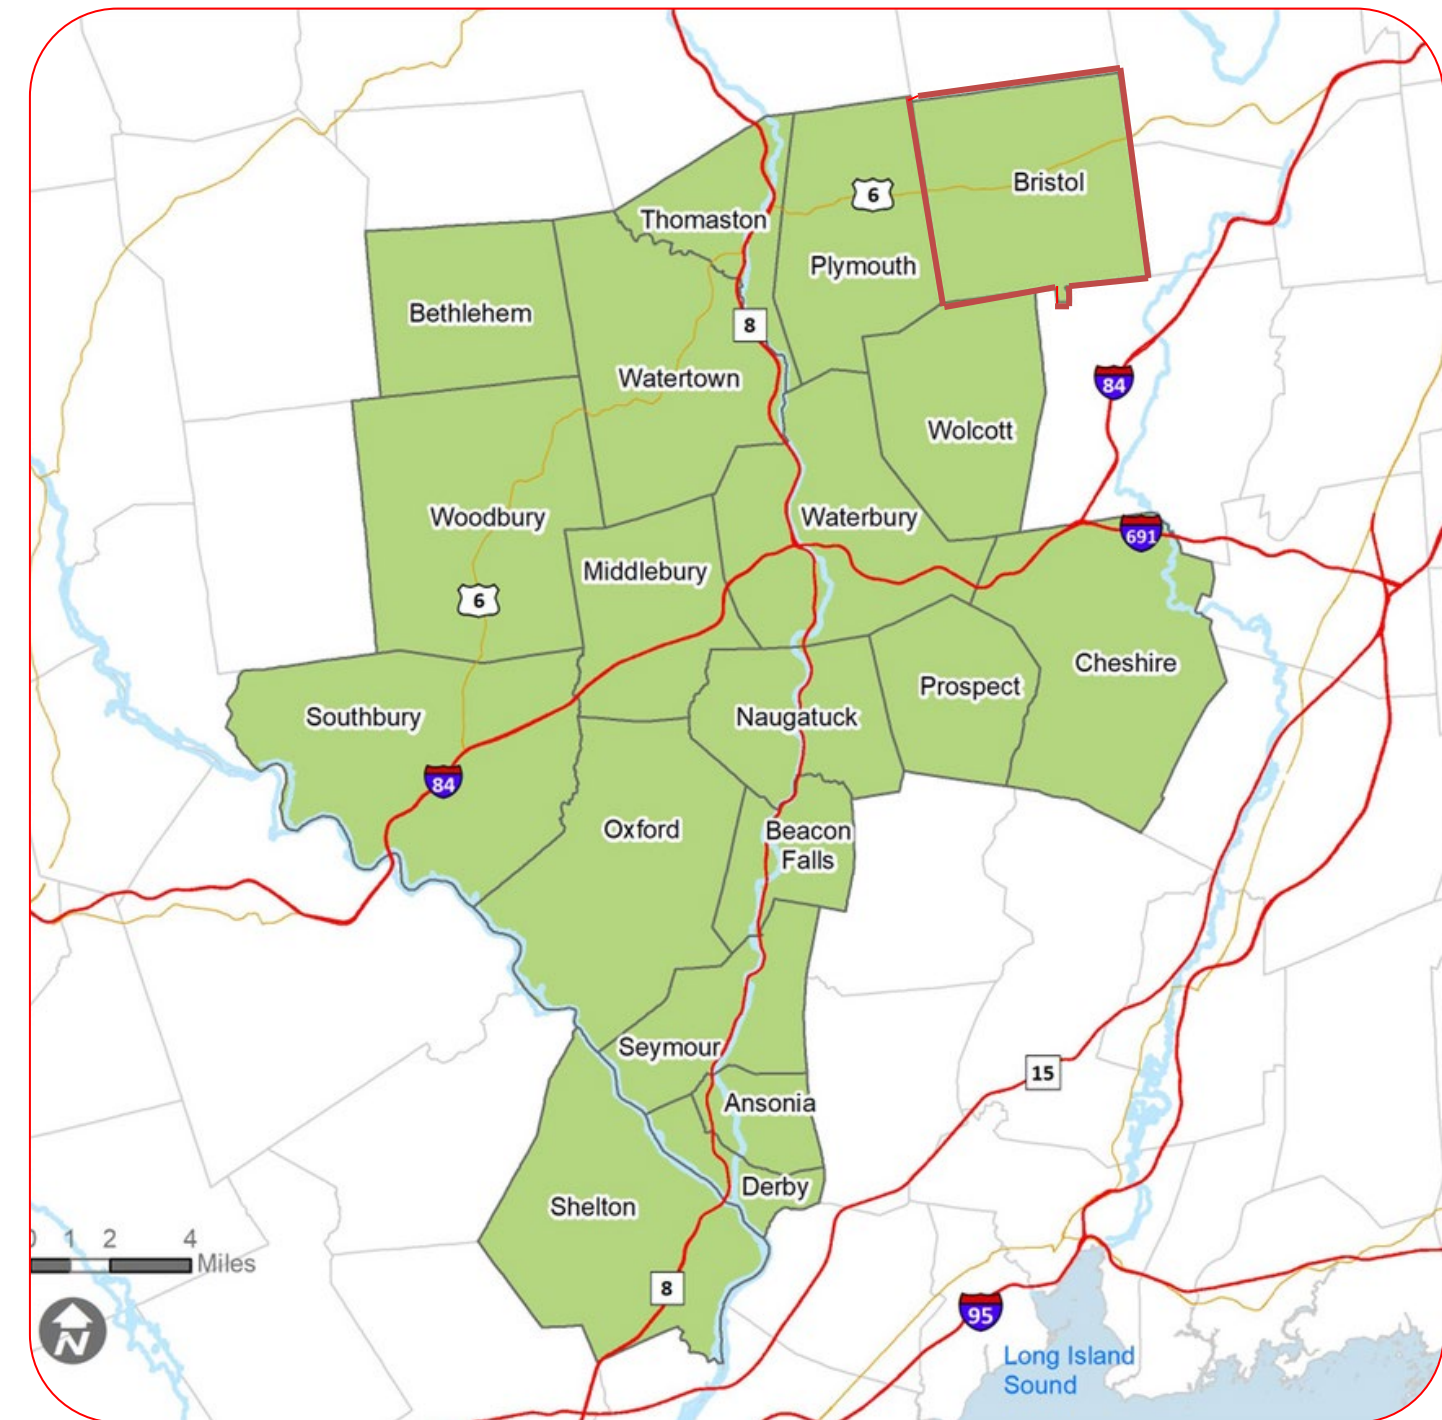 Bristol
6
Thomaston
Plymouth
Bethlehem
8
Watertown
84
Wolcott
Woodbury
Waterbury
691
Middlebury
6
Cheshire
Prospect
Southbury
Naugatuck
84
Oxford
Beacon
Falls
Seymour
15
Ansonia
Derby
Shelton
0 1 2 4
Miles
8
95
N
Long Island
Sound